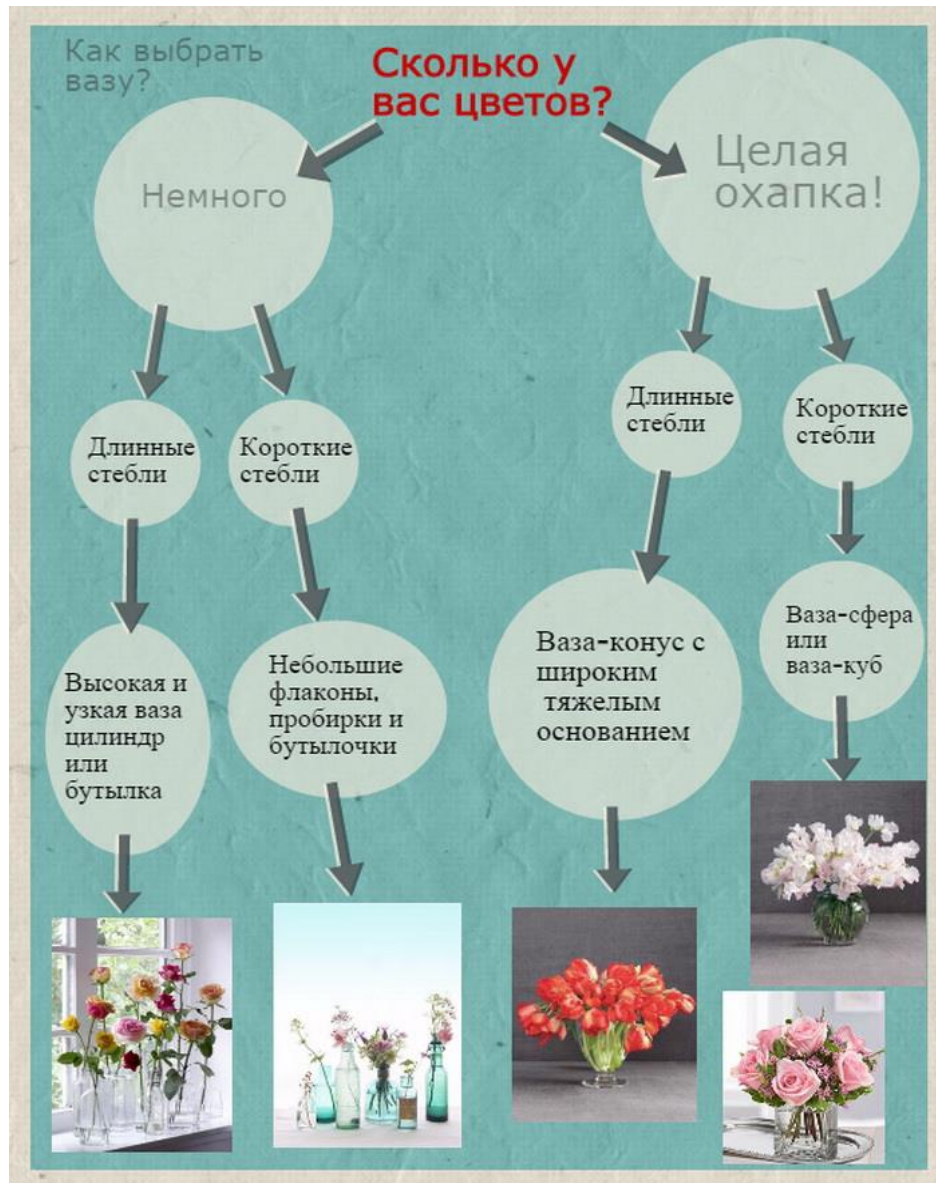 Как выбрать
вазу?
Сколько у
вас цветов?
Немного
Целая
охапка!
Длинные
стебли
Короткие
стебли
Длинные
стебли
Короткие
стебли
Высокая и
узкая ваза
цилиндр
или
бутылка
Небольшие
флаконы,
пробирки и
бутылочки
Ваза-конус с
широким
тяжелым
основанием
Ваза-сфера
или
ваза-куб